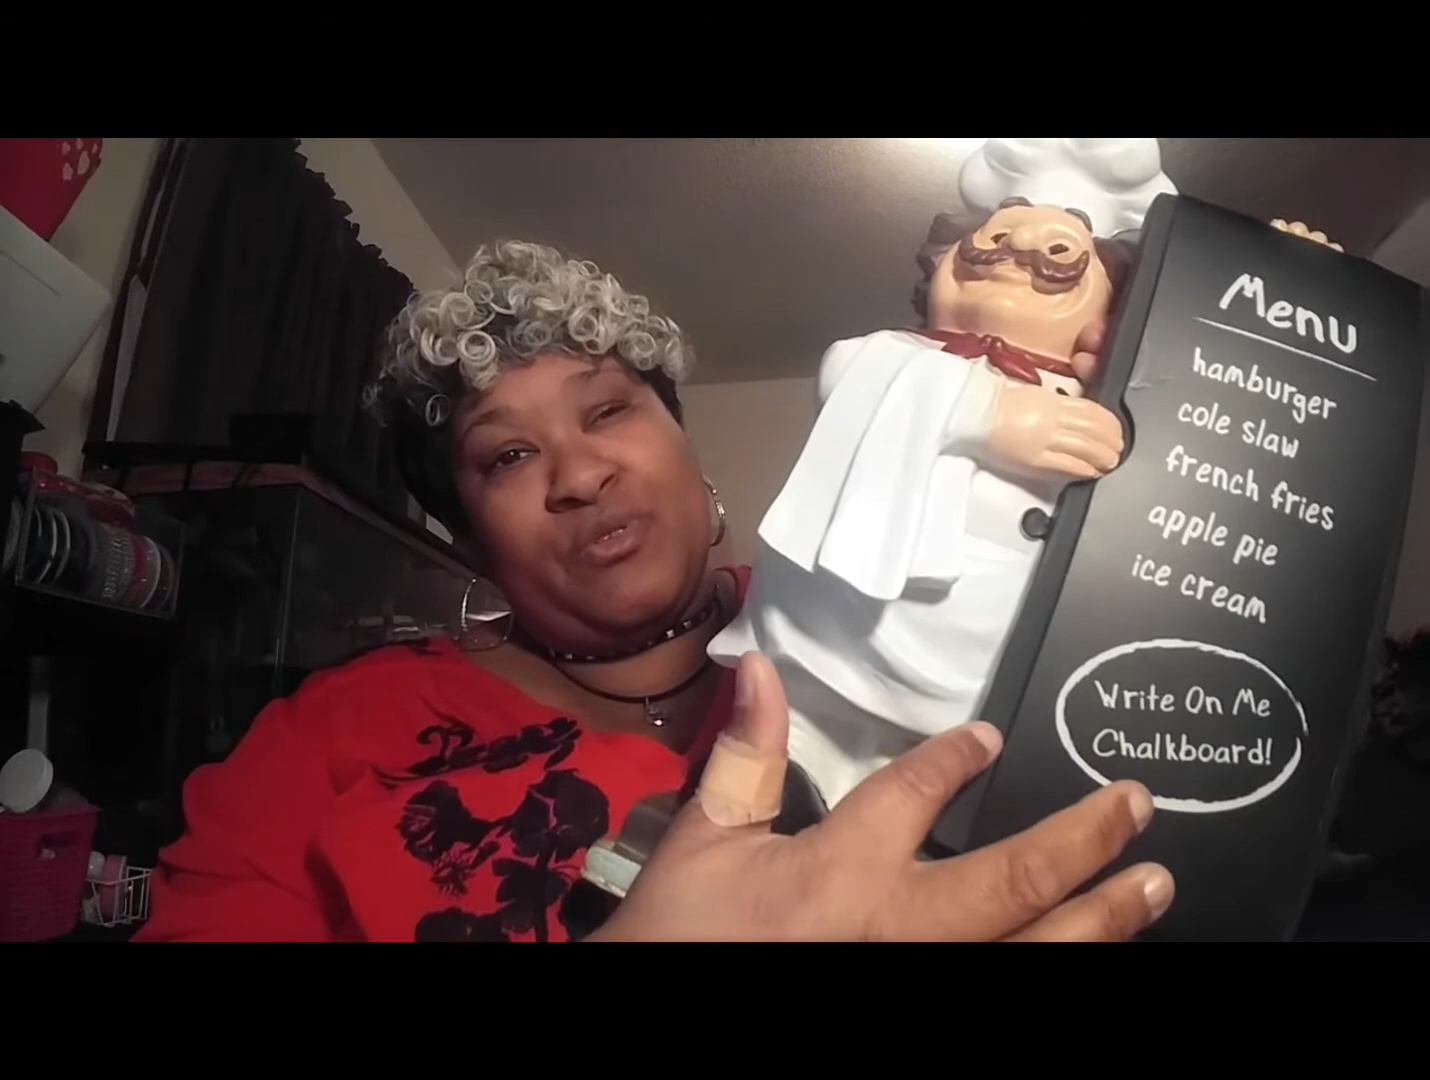 Menu
hamburger
cole slaw
french fries
apple pie
ice cream
Write On Me
Chalkboard!